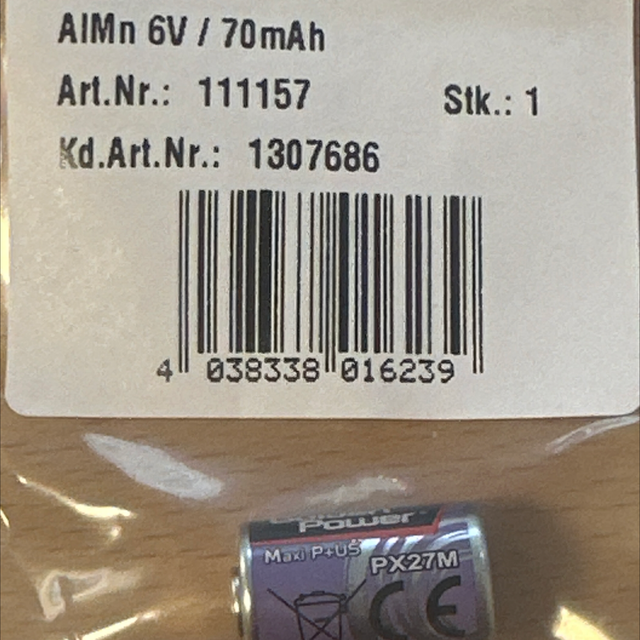 AlMn 6V / 70mAh
Art.Nr.: 111157 Stk.: 1
Kd.Art.Nr.: 1307686
4 038338 016239
Power
Maxi P+US
PX27M
CE